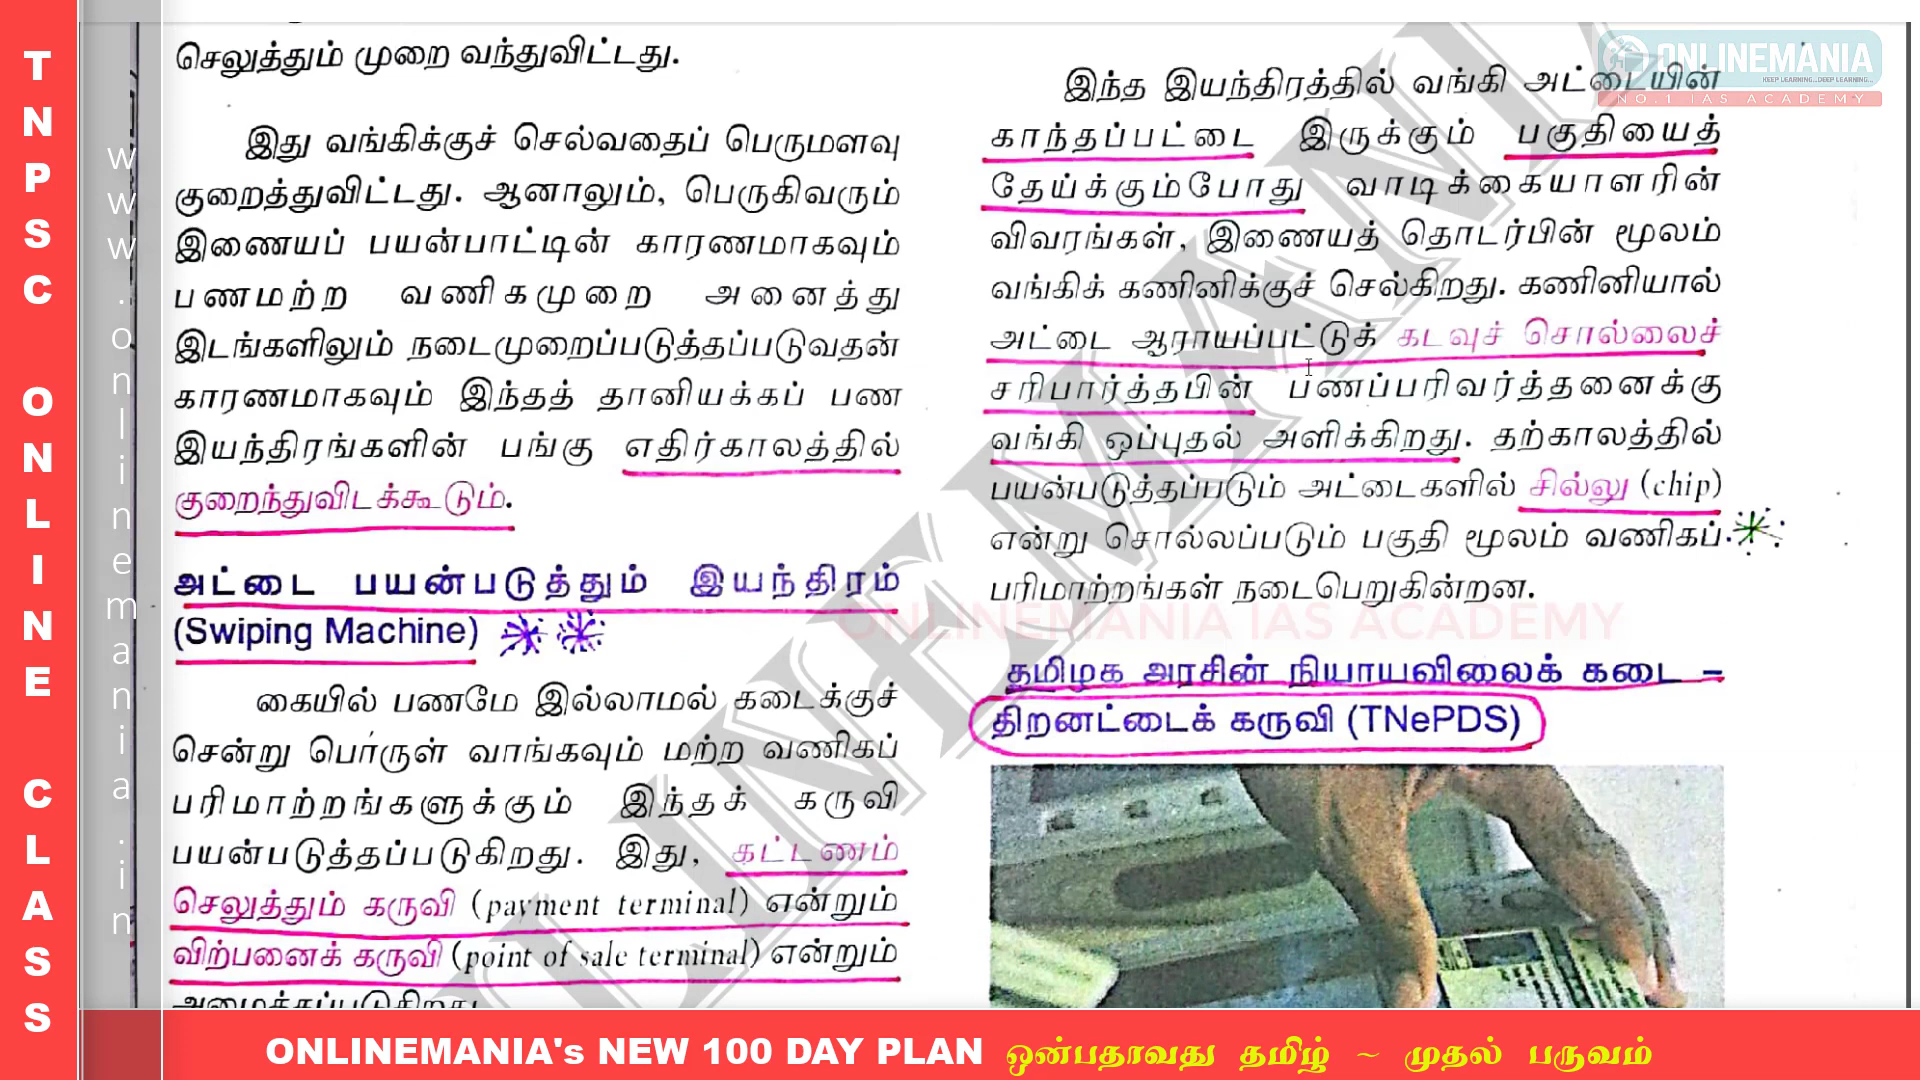 TNPSC ONLINE CLASS
www.onlinemania.in
செலுத்தும் முறை வந்துவிட்டது.
இது வங்கிக்குச் செல்வதைப் பெருமளவு
குறைத்துவிட்டது. ஆனாலும், பெருகிவரும்
இணையப் பயன்பாட்டின் காரணமாகவும்
பணமற்ற வணிகமுறை அனைத்து
இடங்களிலும் நடைமுறைப்படுத்தப்படுவதன்
காரணமாகவும் இந்தத் தானியக்கப் பண
இயந்திரங்களின் பங்கு எதிர்காலத்தில்
குறைந்துவிடக்கூடும்.
அட்டை பயன்படுத்தும் இயந்திரம்
(Swiping Machine)
கையில் பணமே இல்லாமல் கடைக்குச்
சென்று பொருள் வாங்கவும் மற்ற வணிகப்
பரிமாற்றங்களுக்கும் இந்தக் கருவி
பயன்படுத்தப்படுகிறது. இது, கட்டணம்
செலுத்தும் கருவி (payment terminal) என்றும்
விற்பனைக் கருவி (point of sale terminal) என்றும்
அழைக்கப்படுகிறது.
இந்த இயந்திரத்தில் வங்கி அட்டையின்
காந்தப்பட்டை இருக்கும் பகுதியைத்
தேய்க்கும்போது வாடிக்கையாளரின்
விவரங்கள், இணையத் தொடர்பின் மூலம்
வங்கிக் கணினிக்குச் செல்கிறது. கணினியால்
அட்டை ஆராயப்பட்டுக் கடவுச் சொல்லைச்
சரிபார்த்தபின் பணப்பரிவர்த்தனைக்கு
வங்கி ஒப்புதல் அளிக்கிறது. தற்காலத்தில்
பயன்படுத்தப்படும் அட்டைகளில் சில்லு (chip)
என்று சொல்லப்படும் பகுதி மூலம் வணிகப்
பரிமாற்றங்கள் நடைபெறுகின்றன.
தமிழக அரசின் நியாயவிலைக் கடை –
திறனட்டைக் கருவி (TNePDS)
ONLINEMANIA
KEEP LEARNING...DEEP LEARNING...
NO.1 IAS ACADEMY
ONLINEMANIA IAS ACADEMY
ONLINEMANIA's NEW 100 DAY PLAN ஒன்பதாவது தமிழ் ~ முதல் பருவம்